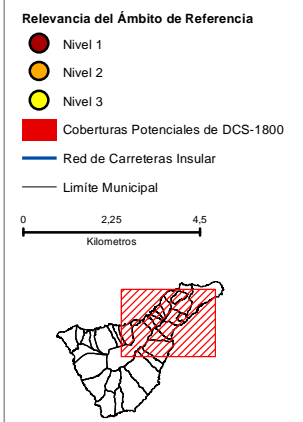 Relevancia del Ámbito de Referencia
Nivel 1
Nivel 2
Nivel 3
Coberturas Potenciales de DCS-1800
Red de Carreteras Insular
Limíte Municipal
0 2,25 4,5
Kilometros